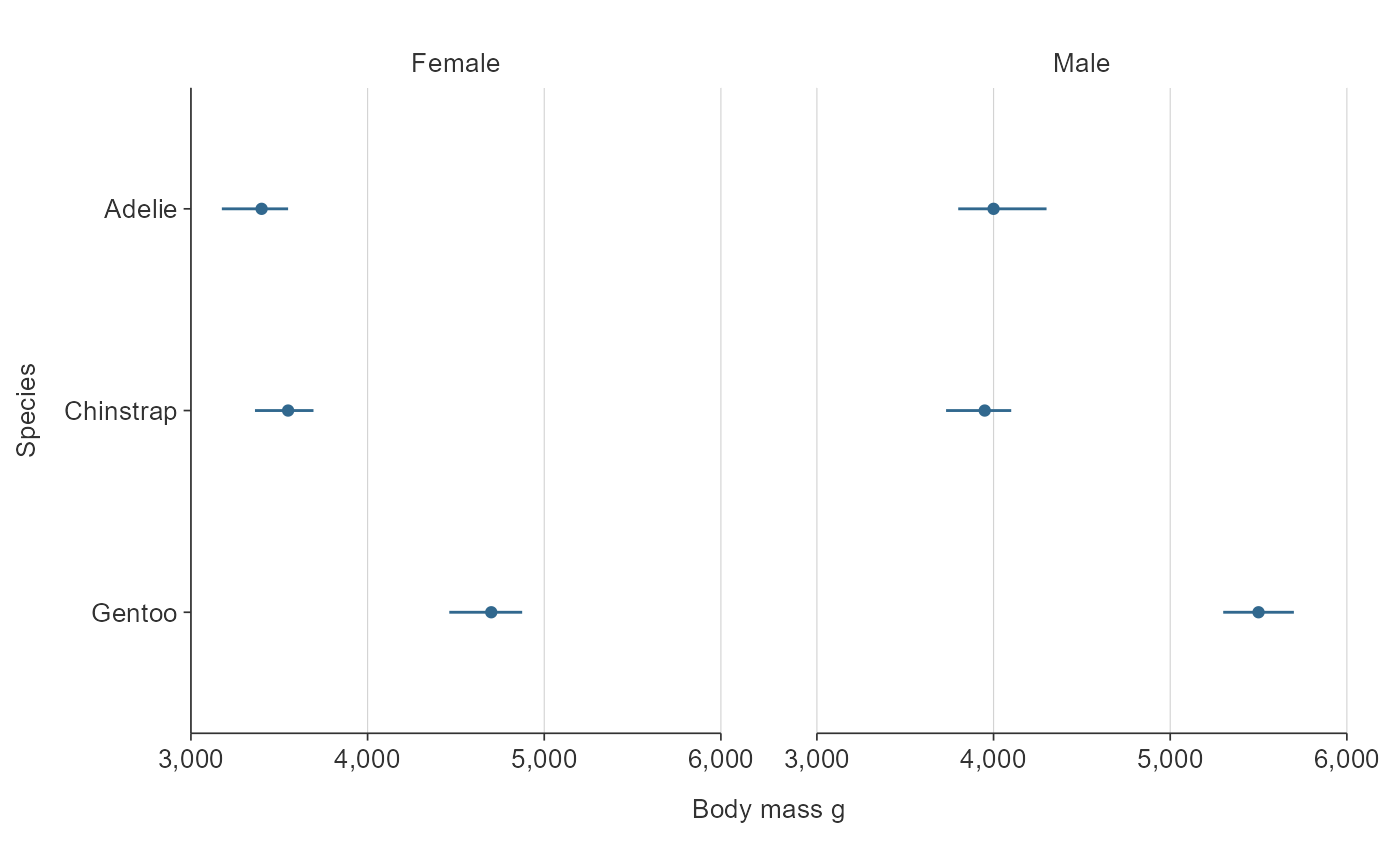 Female
Male
Adelie
Chinstrap
Gentoo
Species
3,000
4,000
5,000
6,000
3,000
4,000
5,000
6,000
Body mass g